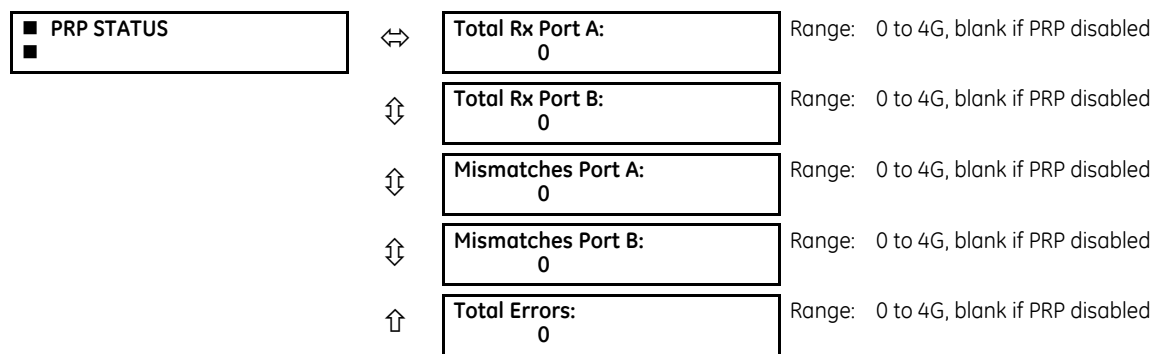 ■ PRP STATUS
■
Total Rx Port A:
0
Range: 0 to 4G, blank if PRP disabled
Total Rx Port B:
0
Range: 0 to 4G, blank if PRP disabled
Mismatches Port A:
0
Range: 0 to 4G, blank if PRP disabled
Mismatches Port B:
0
Range: 0 to 4G, blank if PRP disabled
Total Errors:
0
Range: 0 to 4G, blank if PRP disabled